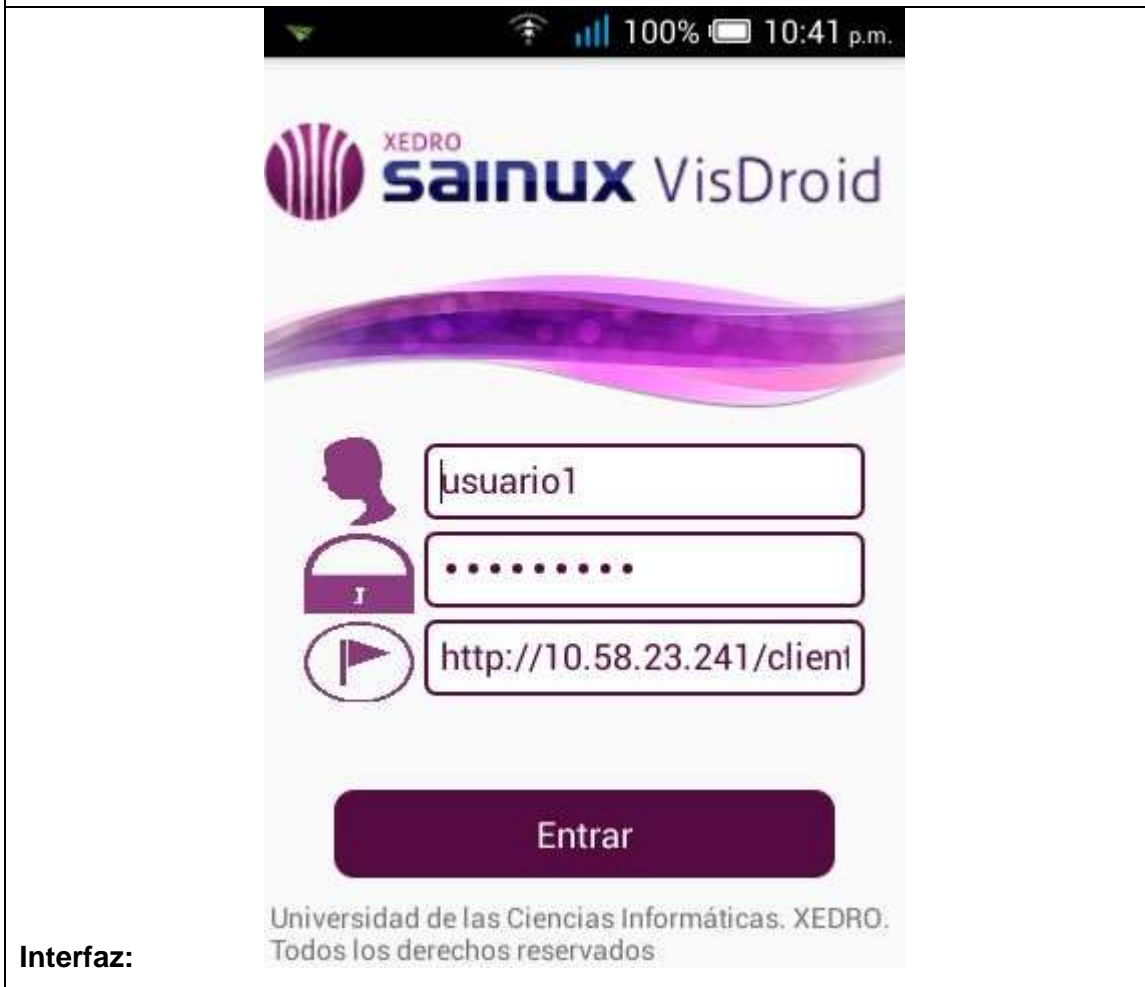 100% 10:41 p.m.
XEDRO
sainux VisDroid
usuario1
•••••••••
http://10.58.23.241/client
Entrar
Universidad de las Ciencias Informáticas. XEDRO.
Todos los derechos reservados
Interfaz: